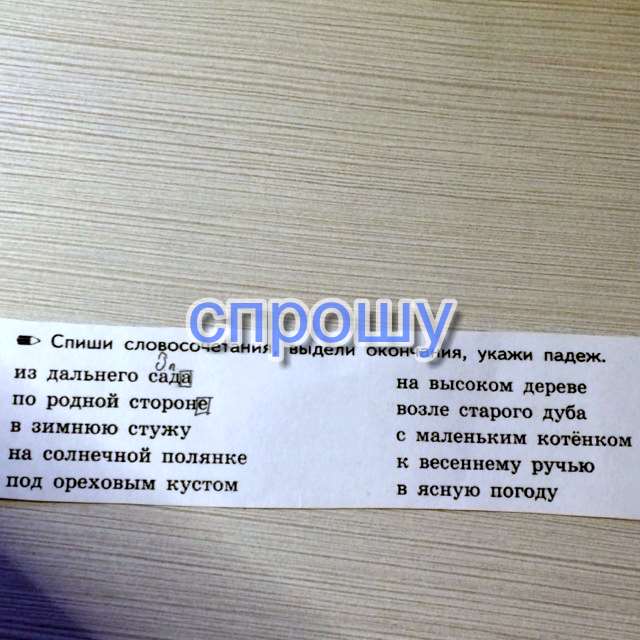 спрошу
Спиши словосочетания, выдели окончания, укажи падеж.
из дальнего сада
по родной стороне
в зимнюю стужу
на солнечной полянке
под ореховым кустом
на высоком дереве
возле старого дуба
с маленьким котёнком
к весеннему ручью
в ясную погоду